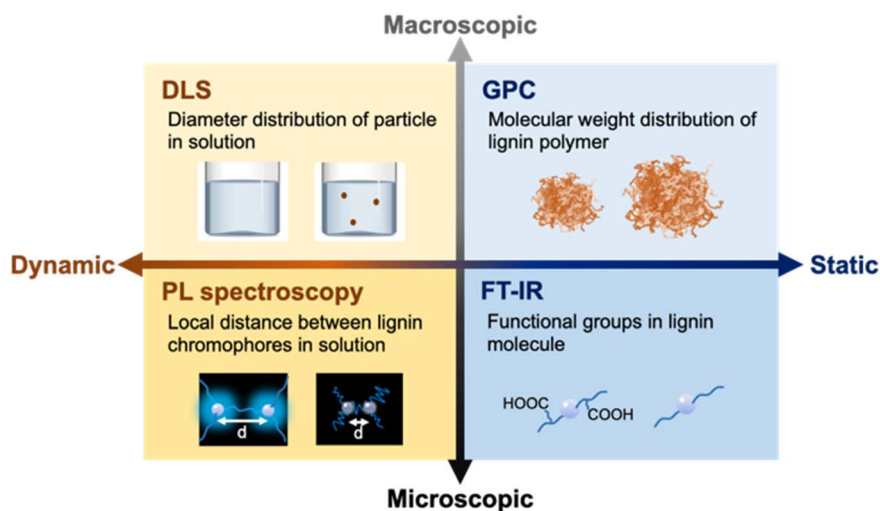 Macroscopic
DLS
Diameter distribution of particle
in solution
GPC
Molecular weight distribution of
lignin polymer
Dynamic
Static
PL spectroscopy
Local distance between lignin
chromophores in solution
d
d
FT-IR
Functional groups in lignin
molecule
HOOC
COOH
Microscopic